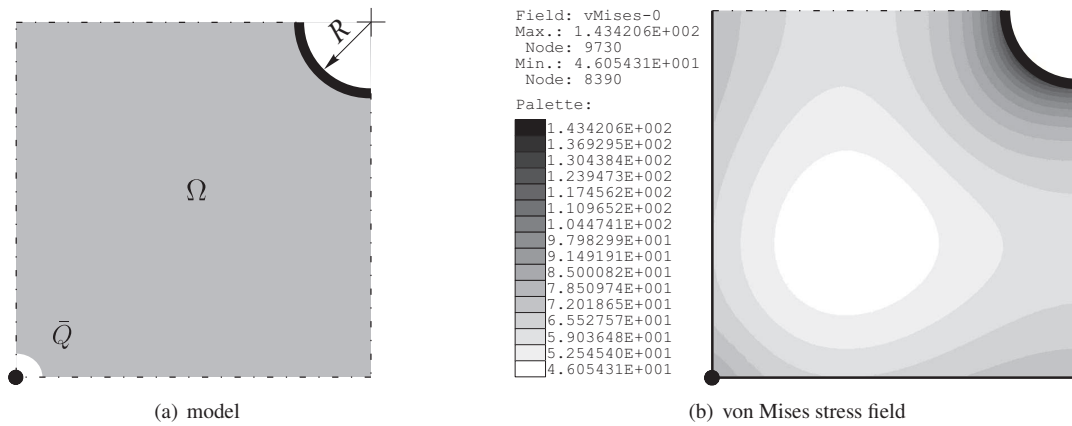 R
Ω
Q̄
(a) model
Field: vMises-0
Max.: 1.434206E+002
Node: 9730
Min.: 4.605431E+001
Node: 8390
Palette:
1.434206E+002
1.369295E+002
1.304384E+002
1.239473E+002
1.174562E+002
1.109652E+002
1.044741E+002
9.798299E+001
9.149191E+001
8.500082E+001
7.850974E+001
7.201865E+001
6.552757E+001
5.903648E+001
5.254540E+001
4.605431E+001
(b) von Mises stress field